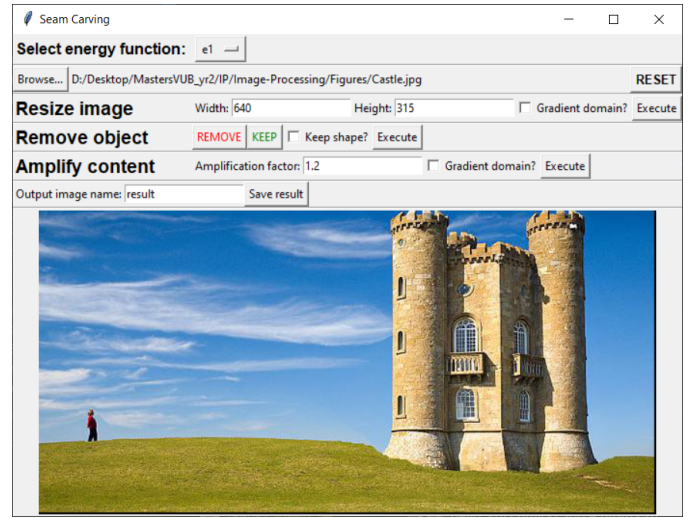 Seam Carving
Select energy function: e1
Browse... D:/Desktop/MastersVUB_yr2/IP/Image-Processing/Figures/Castle.jpg RESET
Resize image Width: 640 Height: 315 Gradient domain? Execute
Remove object REMOVE KEEP Keep shape? Execute
Amplify content Amplification factor: 1.2 Gradient domain? Execute
Output image name: result Save result